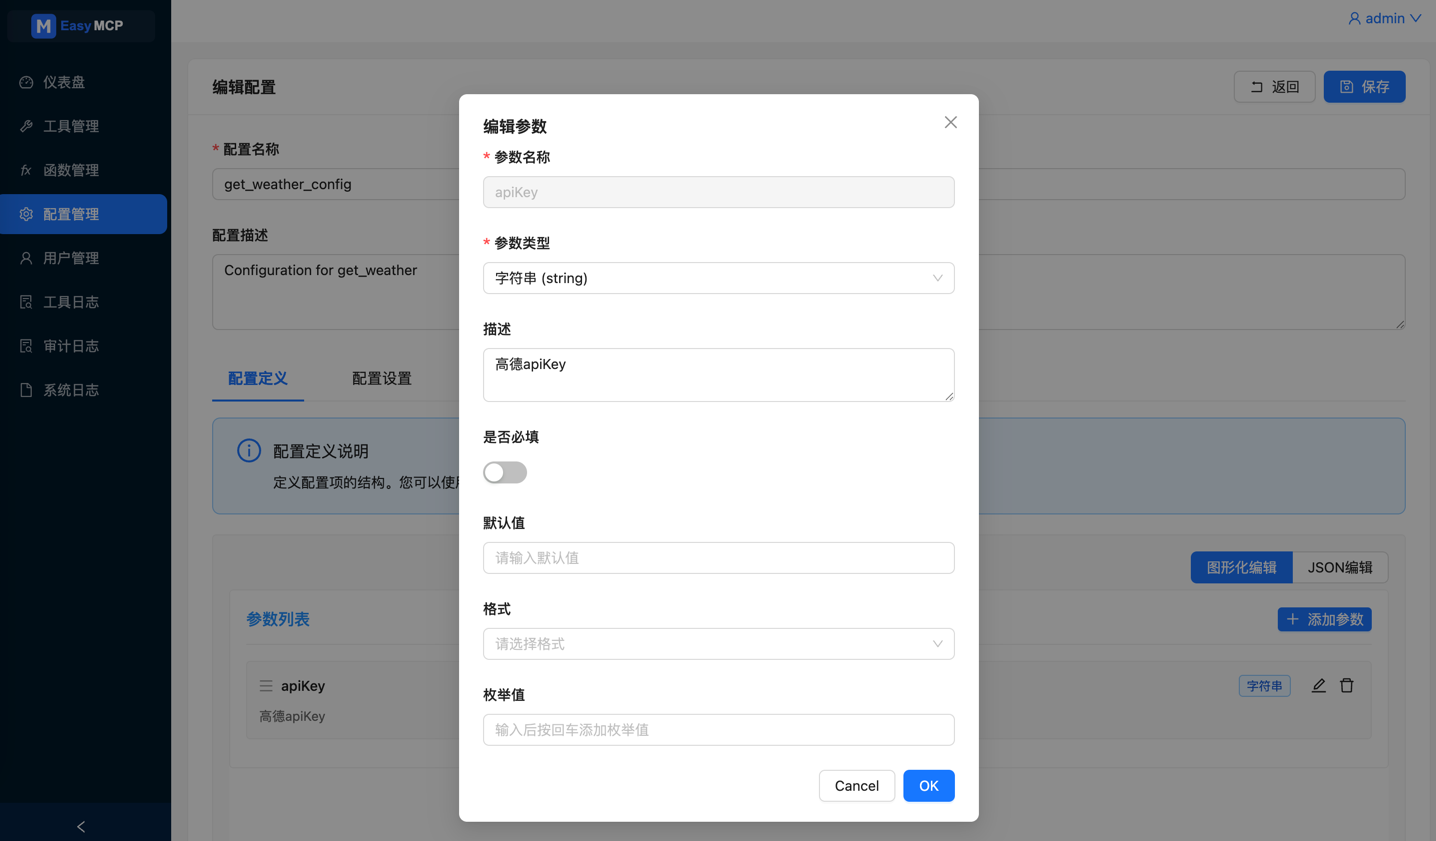 M EasyMCP
admin
仪表盘
工具管理
fx 函数管理
配置管理
用户管理
工具日志
审计日志
系统日志
编辑配置
返回
保存
* 配置名称
get_weather_config
配置描述
Configuration for get_weather
配置定义
配置设置
配置定义说明
定义配置项的结构。您可以使
图形化编辑
JSON编辑
参数列表
添加参数
apiKey
字符串
高德apiKey
编辑参数
* 参数名称
apiKey
* 参数类型
字符串 (string)
描述
高德apiKey
是否必填
默认值
请输入默认值
格式
请选择格式
枚举值
输入后按回车添加枚举值
Cancel
OK